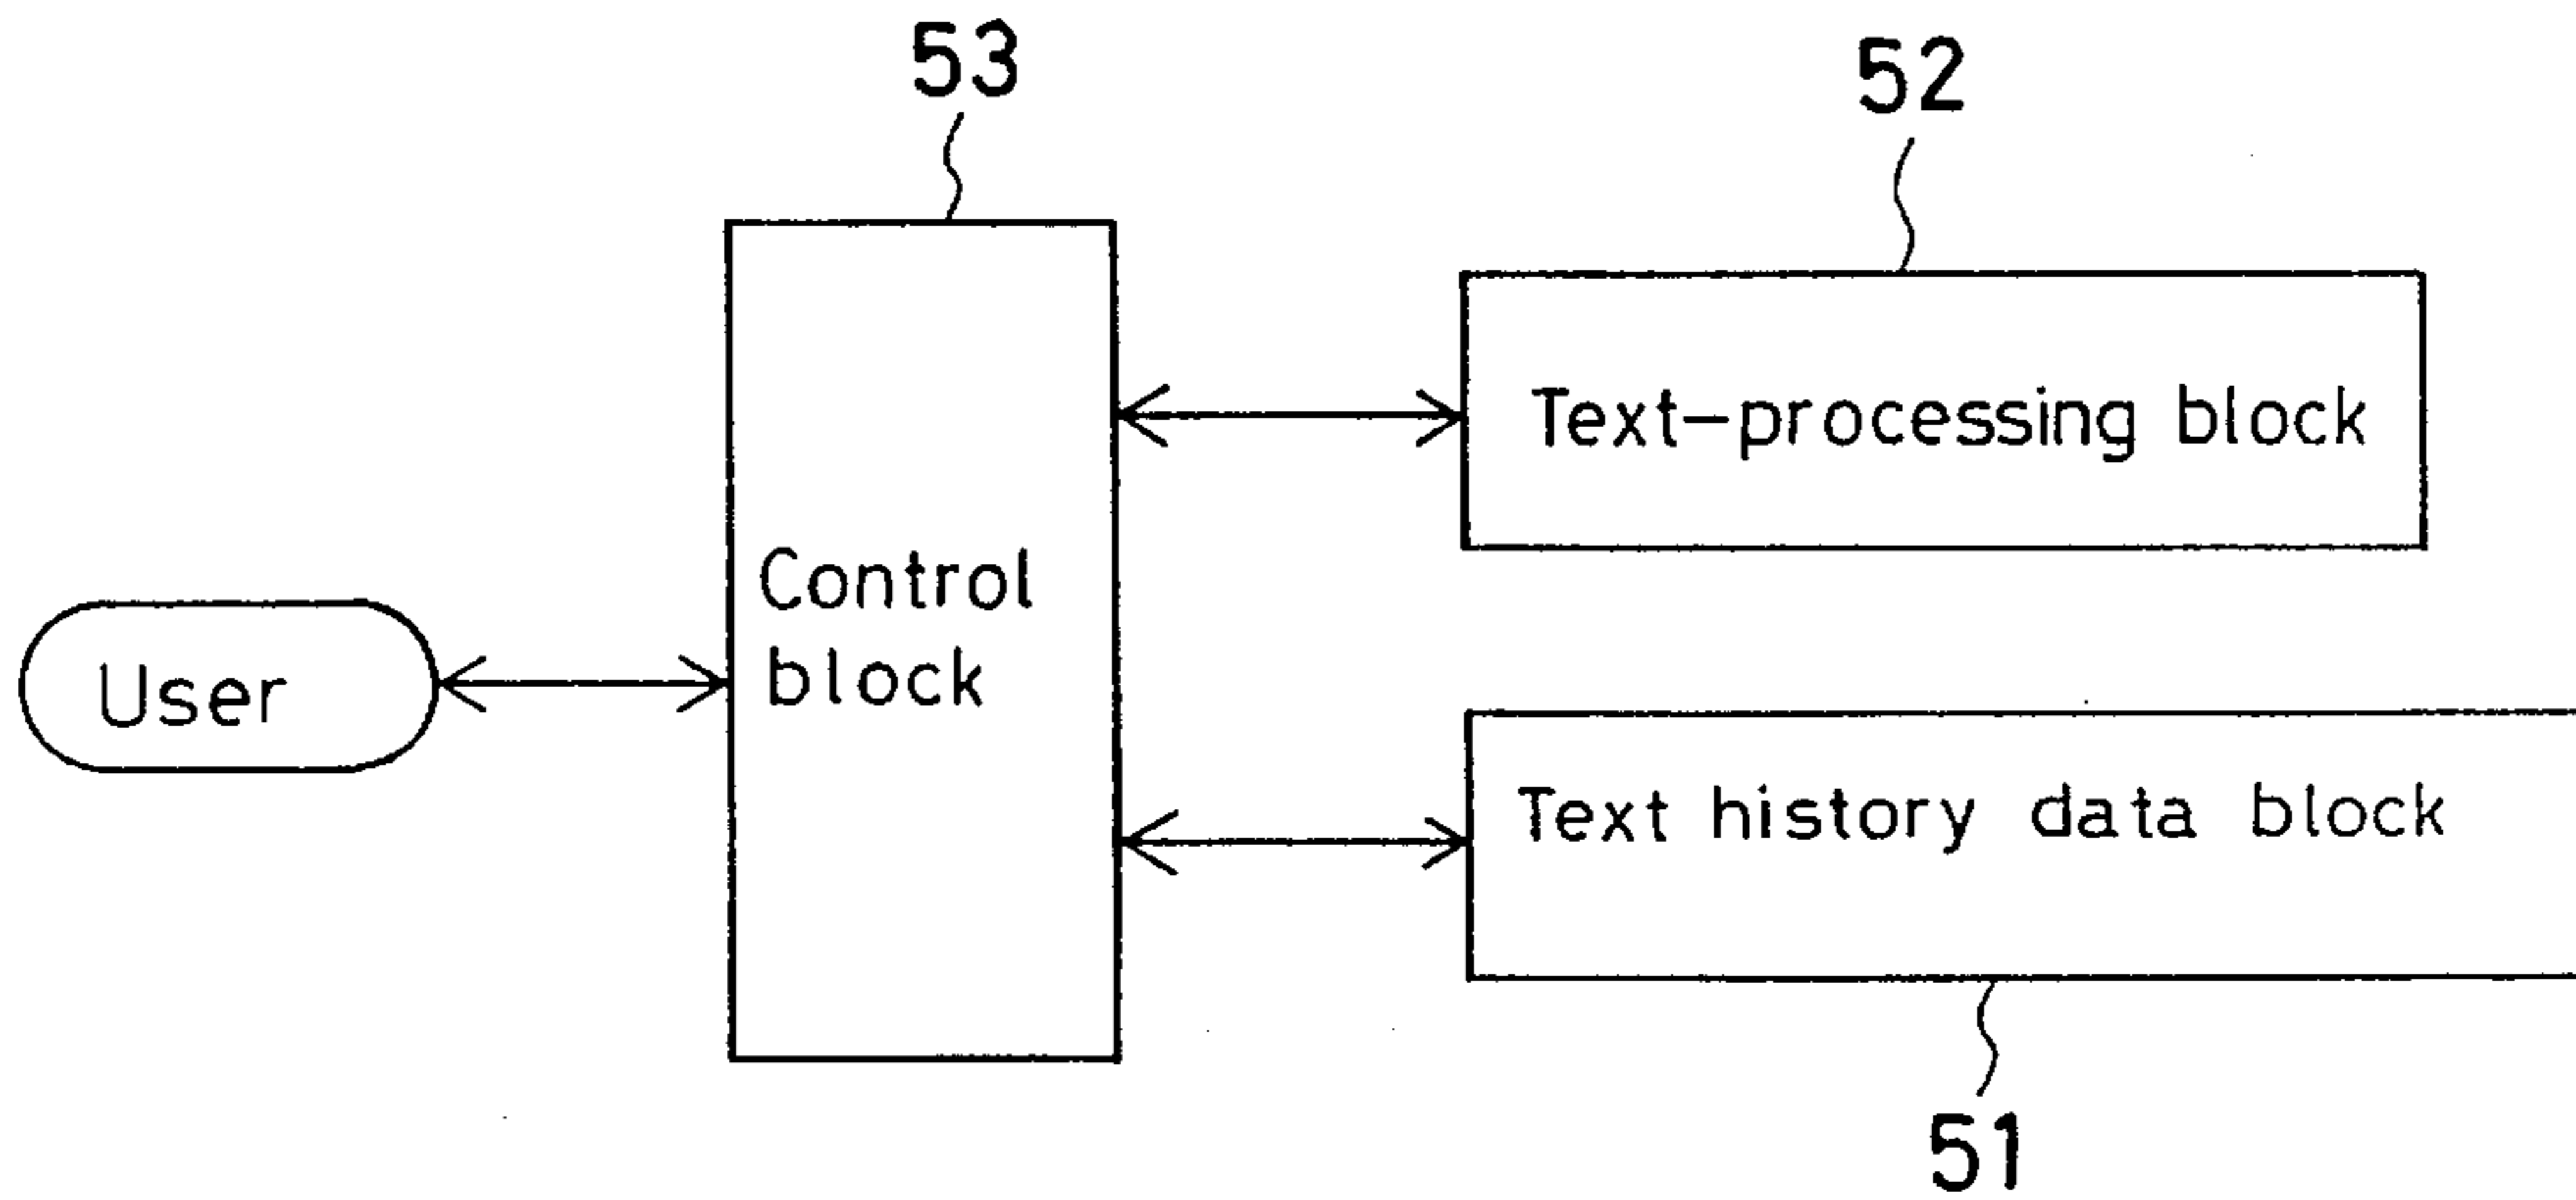 53
52
Text-processing block
Control
block
User
Text history data block
51